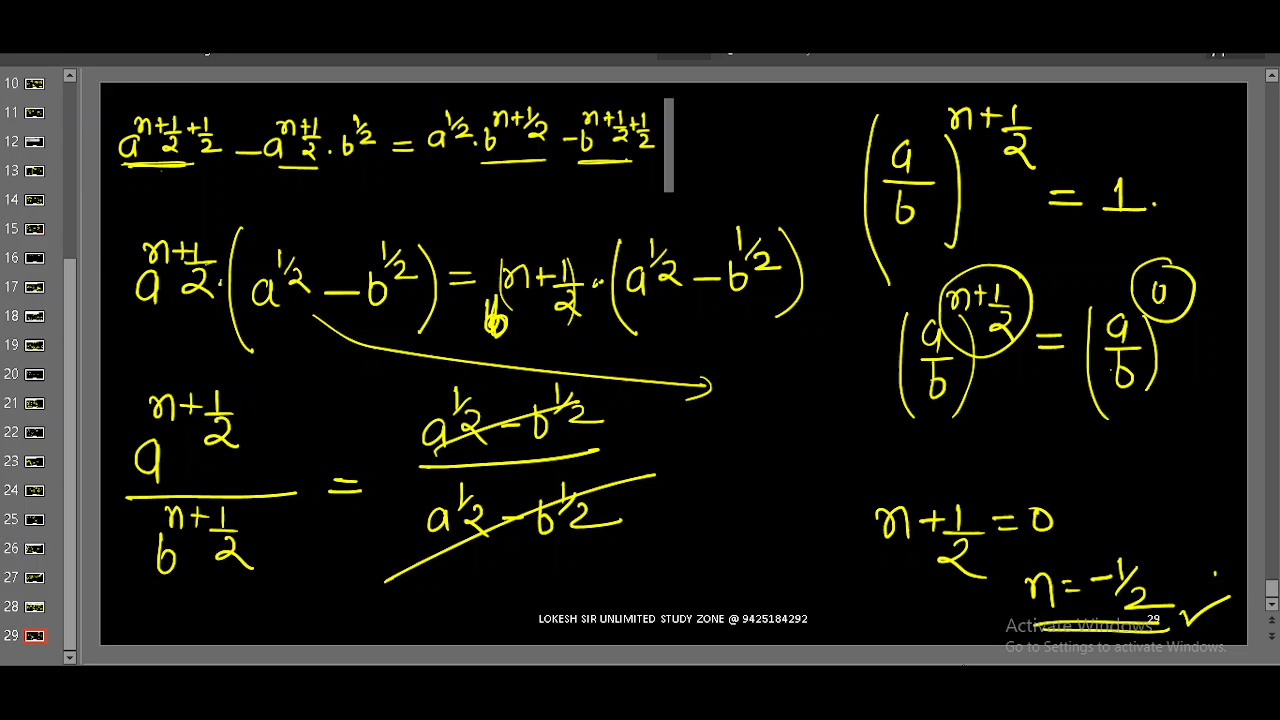 a^(n+1/2+1/2) - a^(n+1/2) · b^(1/2) = a^(1/2) · b^(n+1/2) - b^(n+1/2+1/2)
a^(n+1/2) · (a^(1/2) - b^(1/2)) = b^(n+1/2) · (a^(1/2) - b^(1/2))
a^(n+1/2) / b^(n+1/2) = (a^(1/2) - b^(1/2)) / (a^(1/2) - b^(1/2))
(a/b)^(n+1/2) = 1.
(a/b)^(n+1/2) = (a/b)^0
n + 1/2 = 0
n = -1/2
LOKESH SIR UNLIMITED STUDY ZONE @ 9425184292
29
Activate Windows
Go to Settings to activate Windows.
10
11
12
13
14
15
16
17
18
19
20
21
22
23
24
25
26
27
28
29